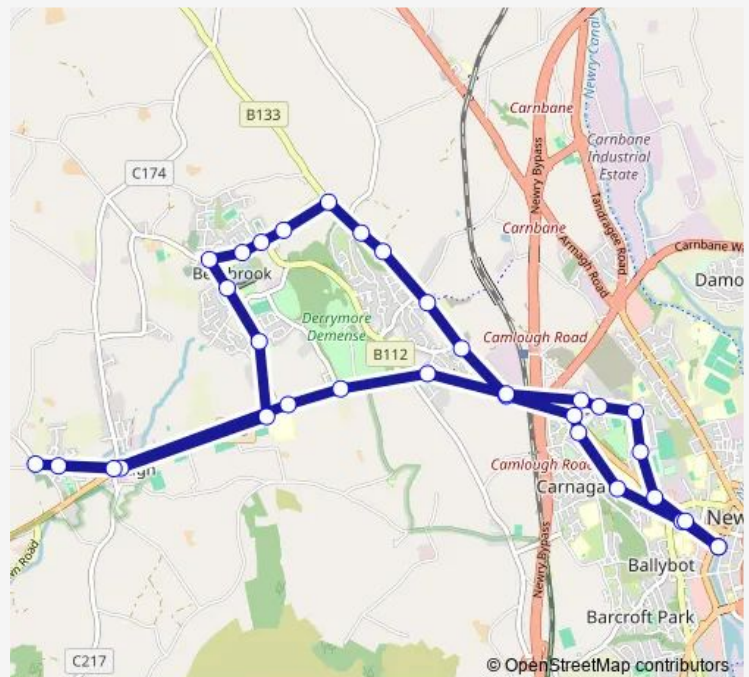 B133
Carnbane
Newry Canal
Newry Bypass
Carnbane
Industrial
Estate
C174
Tandragee Road
Carnbane
Armagh Road
Carnbane W
Damo
Derrymore
Demense
Camlough Road
B112
Camlough Road
Carnaga
New
Newry Bypass
Ballybot
Barcroft Park
Road
C217
© OpenStreetMap contributors